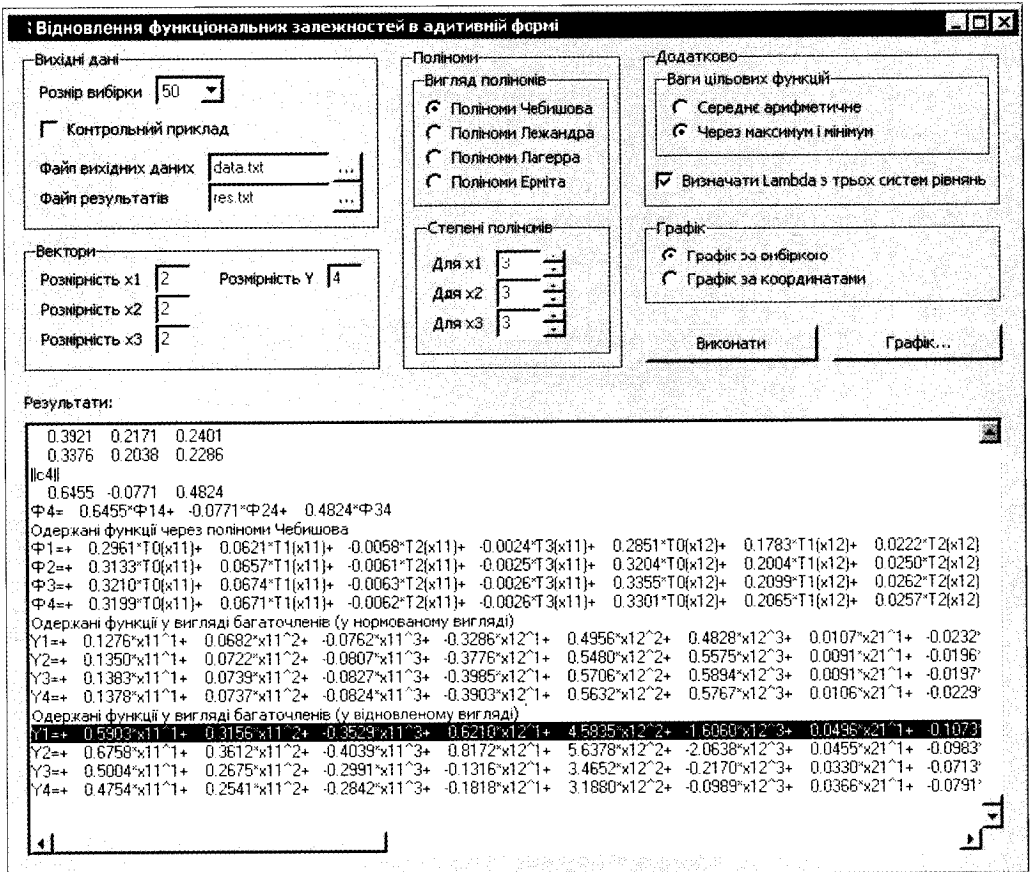 Відновлення функціональних залежностей в адитивній формі
Вихідні дані
Розмір вибірки 50
Контрольний приклад
Файл вихідних даних data.txt ...
Файл результатів res.txt ...
Вектори
Розмірність x1 2 Розмірність Y 4
Розмірність x2 2
Розмірність x3 2
Поліноми
Вигляд поліномів
Поліноми Чебишова
Поліноми Лежандра
Поліноми Лагерра
Поліноми Ерміта
Степені поліномів
Для x1 3
Для x2 3
Для x3 3
Додатково
Ваги цільових функцій
Середнє арифметичне
Через максимум і мінімум
Визначати Lambda з трьох систем рівнянь
Графік
Графік за вибіркою
Графік за координатами
Виконати Графік...
Результати:
0.3921 0.2171 0.2401
0.3376 0.2038 0.2286
||c4||
0.6455 -0.0771 0.4824
Ф4= 0.6455*Ф14+ -0.0771*Ф24+ 0.4824*Ф34
Одержані функції через поліноми Чебишова
Ф1=+ 0.2961*T0(x11)+ 0.0621*T1(x11)+ -0.0058*T2(x11)+ -0.0024*T3(x11)+ 0.2851*T0(x12)+ 0.1783*T1(x12)+ 0.0222*T2(x12)
Ф2=+ 0.3133*T0(x11)+ 0.0657*T1(x11)+ -0.0061*T2(x11)+ -0.0025*T3(x11)+ 0.3204*T0(x12)+ 0.2004*T1(x12)+ 0.0250*T2(x12)
Ф3=+ 0.3210*T0(x11)+ 0.0674*T1(x11)+ -0.0063*T2(x11)+ -0.0026*T3(x11)+ 0.3355*T0(x12)+ 0.2099*T1(x12)+ 0.0262*T2(x12)
Ф4=+ 0.3199*T0(x11)+ 0.0671*T1(x11)+ -0.0062*T2(x11)+ -0.0026*T3(x11)+ 0.3301*T0(x12)+ 0.2065*T1(x12)+ 0.0257*T2(x12)
Одержані функції у вигляді багаточленів (у нормованому вигляді)
Y1=+ 0.1276*x11^1+ 0.0682*x11^2+ -0.0762*x11^3+ -0.3286*x12^1+ 0.4956*x12^2+ 0.4828*x12^3+ 0.0107*x21^1+ -0.0232*
Y2=+ 0.1350*x11^1+ 0.0722*x11^2+ -0.0807*x11^3+ -0.3776*x12^1+ 0.5480*x12^2+ 0.5575*x12^3+ 0.0091*x21^1+ -0.0196*
Y3=+ 0.1383*x11^1+ 0.0739*x11^2+ -0.0827*x11^3+ -0.3985*x12^1+ 0.5706*x12^2+ 0.5894*x12^3+ 0.0091*x21^1+ -0.0197*
Y4=+ 0.1378*x11^1+ 0.0737*x11^2+ -0.0824*x11^3+ -0.3903*x12^1+ 0.5632*x12^2+ 0.5767*x12^3+ 0.0106*x21^1+ -0.0229*
Одержані функції у вигляді багаточленів (у відновленому вигляді)
Y1=+ 0.5903*x11^1+ 0.3156*x11^2+ -0.3529*x11^3+ 0.6210*x12^1+ 4.5835*x12^2+ -1.6060*x12^3+ 0.0496*x21^1+ -0.1073*
Y2=+ 0.6758*x11^1+ 0.3612*x11^2+ -0.4039*x11^3+ 0.8172*x12^1+ 5.6378*x12^2+ -2.0638*x12^3+ 0.0455*x21^1+ -0.0983*
Y3=+ 0.5004*x11^1+ 0.2675*x11^2+ -0.2991*x11^3+ -0.1316*x12^1+ 3.4652*x12^2+ -0.2170*x12^3+ 0.0330*x21^1+ -0.0713*
Y4=+ 0.4754*x11^1+ 0.2541*x11^2+ -0.2842*x11^3+ -0.1818*x12^1+ 3.1880*x12^2+ -0.0989*x12^3+ 0.0366*x21^1+ -0.0791*